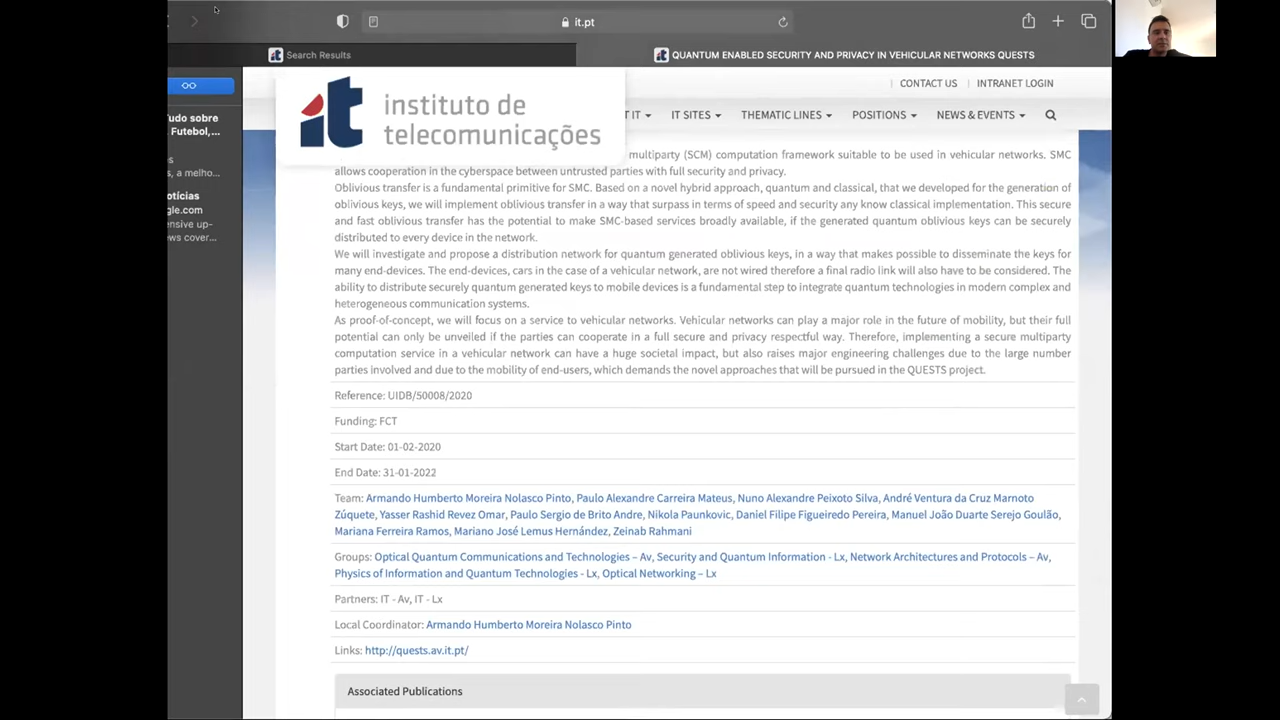 it.pt
Search Results
QUANTUM ENABLED SECURITY AND PRIVACY IN VEHICULAR NETWORKS QUESTS
CONTACT US
INTRANET LOGIN
it instituto de
telecomunicações
T IT
IT SITES
THEMATIC LINES
POSITIONS
NEWS & EVENTS
Tudo sobre
Futebol,...
s
s, a melho...
otícias
gle.com
ensive up-
ws cover...
multiparty (SCM) computation framework suitable to be used in vehicular networks. SMC
allows cooperation in the cyberspace between untrusted parties with full security and privacy.
Oblivious transfer is a fundamental primitive for SMC. Based on a novel hybrid approach, quantum and classical, that we developed for the generation of
oblivious keys, we will implement oblivious transfer in a way that surpass in terms of speed and security any know classical implementation. This secure
and fast oblivious transfer has the potential to make SMC-based services broadly available, if the generated quantum oblivious keys can be securely
distributed to every device in the network.
We will investigate and propose a distribution network for quantum generated oblivious keys, in a way that makes possible to disseminate the keys for
many end-devices. The end-devices, cars in the case of a vehicular network, are not wired therefore a final radio link will also have to be considered. The
ability to distribute securely quantum generated keys to mobile devices is a fundamental step to integrate quantum technologies in modern complex and
heterogeneous communication systems.
As proof-of-concept, we will focus on a service to vehicular networks. Vehicular networks can play a major role in the future of mobility, but their full
potential can only be unveiled if the parties can cooperate in a full secure and privacy respectful way. Therefore, implementing a secure multiparty
computation service in a vehicular network can have a huge societal impact, but also raises major engineering challenges due to the large number
parties involved and due to the mobility of end-users, which demands the novel approaches that will be pursued in the QUESTS project.
Reference: UIDB/50008/2020
Funding: FCT
Start Date: 01-02-2020
End Date: 31-01-2022
Team: Armando Humberto Moreira Nolasco Pinto, Paulo Alexandre Carreira Mateus, Nuno Alexandre Peixoto Silva, André Ventura da Cruz Marnoto
Zúquete, Yasser Rashid Revez Omar, Paulo Sergio de Brito Andre, Nikola Paunkovic, Daniel Filipe Figueiredo Pereira, Manuel João Duarte Serejo Goulão,
Mariana Ferreira Ramos, Mariano José Lemus Hernández, Zeinab Rahmani
Groups: Optical Quantum Communications and Technologies – Av, Security and Quantum Information - Lx, Network Architectures and Protocols – Av,
Physics of Information and Quantum Technologies - Lx, Optical Networking – Lx
Partners: IT - Av, IT - Lx
Local Coordinator: Armando Humberto Moreira Nolasco Pinto
Links: http://quests.av.it.pt/
Associated Publications